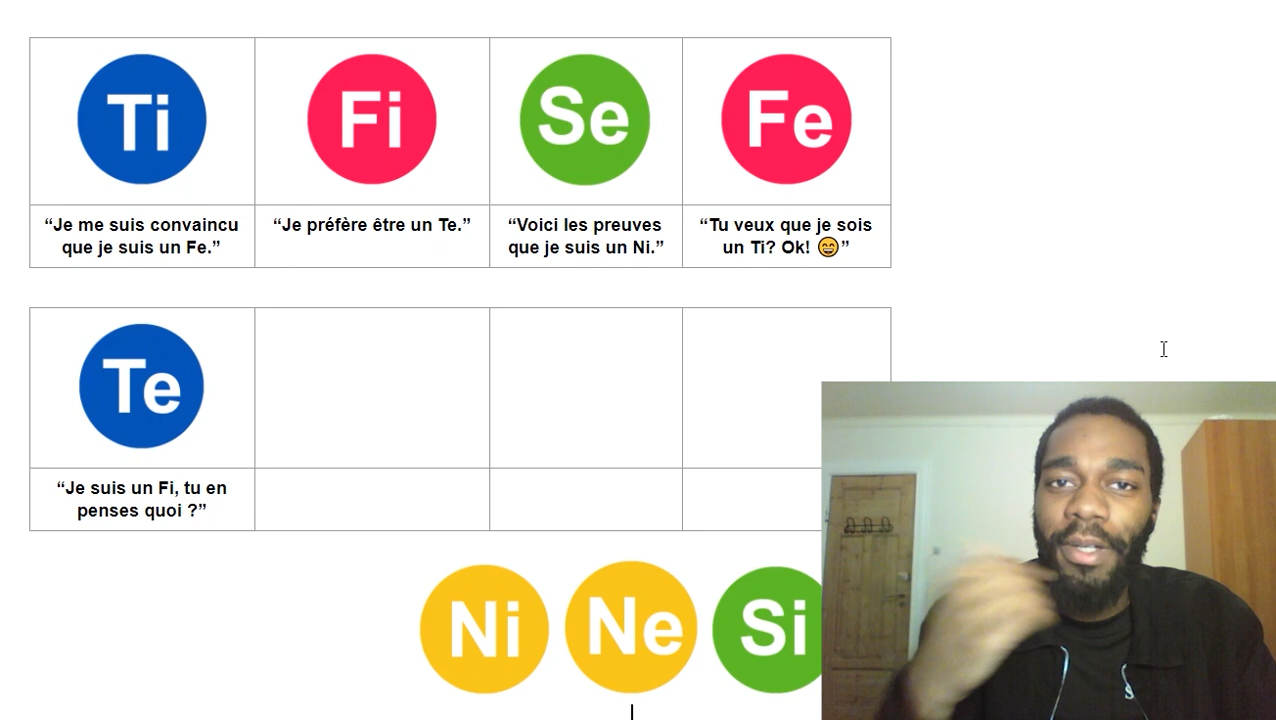 Ti
Fi
Se
Fe
“Je me suis convaincu
que je suis un Fe.”
“Je préfère être un Te.”
“Voici les preuves
que je suis un Ni.”
“Tu veux que je sois
un Ti? Ok! 😄”
Te
“Je suis un Fi, tu en
penses quoi ?”
Ni
Ne
Si